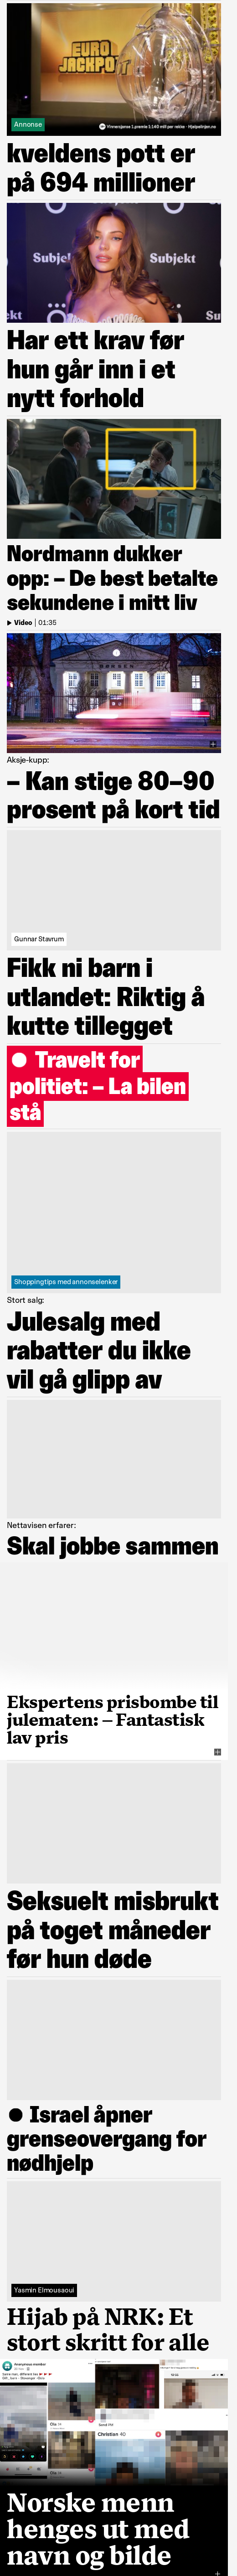 EURO
JACKPOT
Annonse
Vinnersjanse 1.premie 1:140 mill per rekke - Hjelpelinjen.no
kveldens pott er
på 694 millioner
Subjekt
Subjekt
Har ett krav før
hun går inn i et
nytt forhold
Nordmann dukker
opp: – De best betalte
sekundene i mitt liv
Video | 01:35
Aksje-kupp:
– Kan stige 80–90
prosent på kort tid
Gunnar Stavrum
Fikk ni barn i
utlandet: Riktig å
kutte tillegget
Travelt for
politiet: – La bilen
stå
Shoppingtips med annonselenker
Stort salg:
Julesalg med
rabatter du ikke
vil gå glipp av
Nettavisen erfarer:
Skal jobbe sammen
Ekspertens prisbombe til
julematen: – Fantastisk
lav pris
Seksuelt misbrukt
på toget måneder
før hun døde
Israel åpner
grenseovergang for
nødhjelp
Yasmin Elmousaoui
Hijab på NRK: Et
stort skritt for alle
Anonymous member
Christian 40
Norske menn
henges ut med
navn og bilde